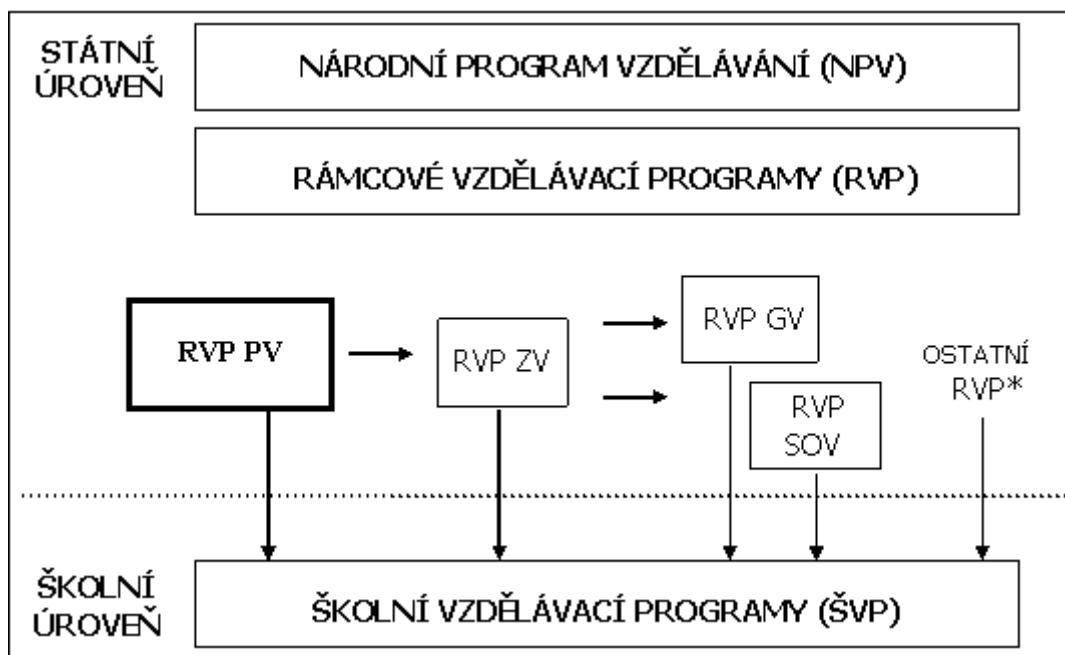 STÁTNÍ
ÚROVEŇ
NÁRODNÍ PROGRAM VZDĚLÁVÁNÍ (NPV)
RÁMCOVÉ VZDĚLÁVACÍ PROGRAMY (RVP)
RVP PV
RVP ZV
RVP GV
RVP
SOV
OSTATNÍ
RVP*
ŠKOLNÍ
ÚROVEŇ
ŠKOLNÍ VZDĚLÁVACÍ PROGRAMY (ŠVP)